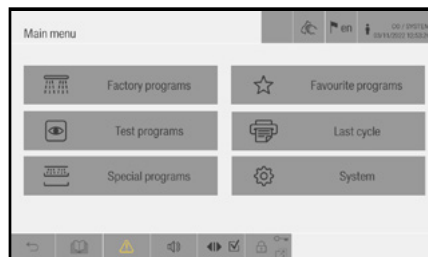 Main menu
en
Factory programs
Favourite programs
Test programs
Last cycle
Special programs
System